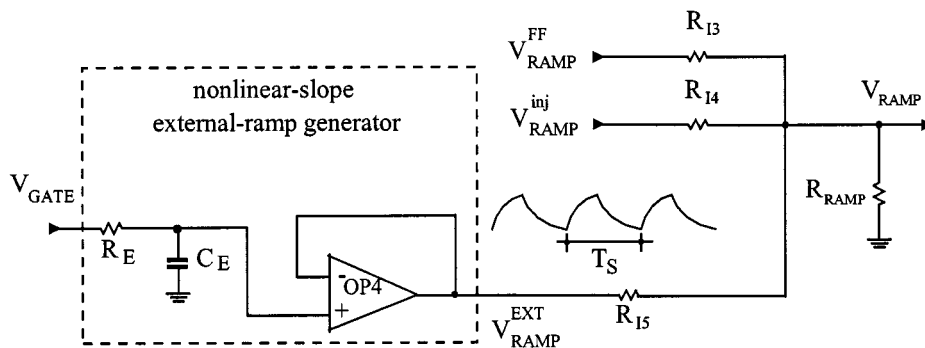 nonlinear-slope
external-ramp generator
V_GATE
R_E
C_E
-
OP4
+
V_RAMP^EXT
T_S
V_RAMP^FF
R_I3
V_RAMP^inj
R_I4
R_I5
V_RAMP
R_RAMP